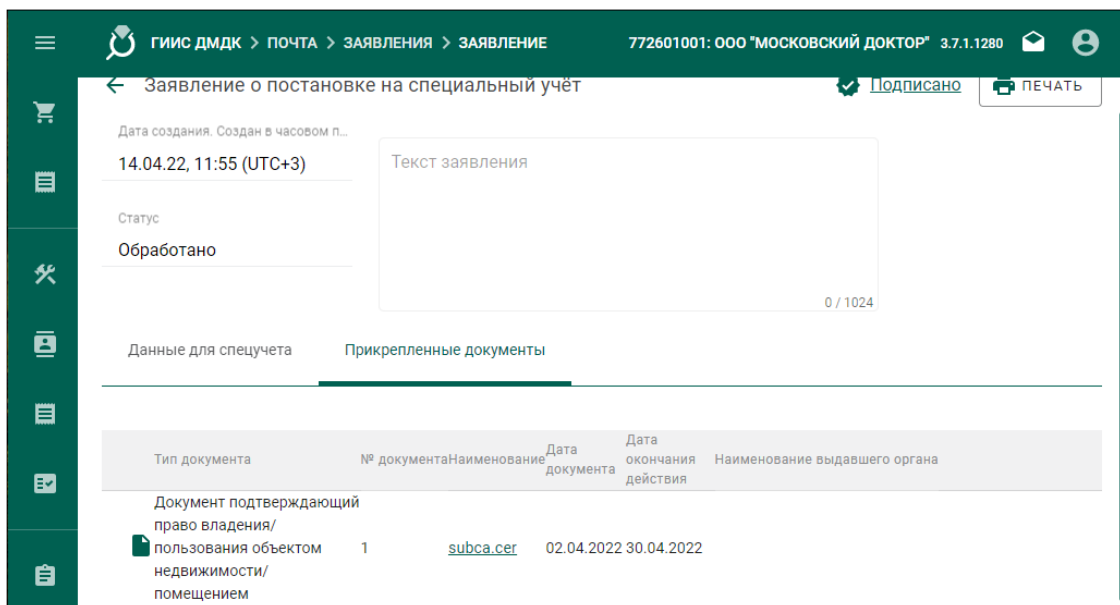 ГИИС ДМДК > ПОЧТА > ЗАЯВЛЕНИЯ > ЗАЯВЛЕНИЕ 772601001: ООО "МОСКОВСКИЙ ДОКТОР" 3.7.1.1280
Заявление о постановке на специальный учёт Подписано ПЕЧАТЬ
Дата создания. Создан в часовом п...
14.04.22, 11:55 (UTC+3)
Текст заявления
Статус
Обработано
0 / 1024
Данные для спецучета Прикрепленные документы
Тип документа № документа Наименование Дата документа Дата окончания действия Наименование выдавшего органа
Документ подтверждающий
право владения/
пользования объектом 1 subca.cer 02.04.2022 30.04.2022
недвижимости/
помещением